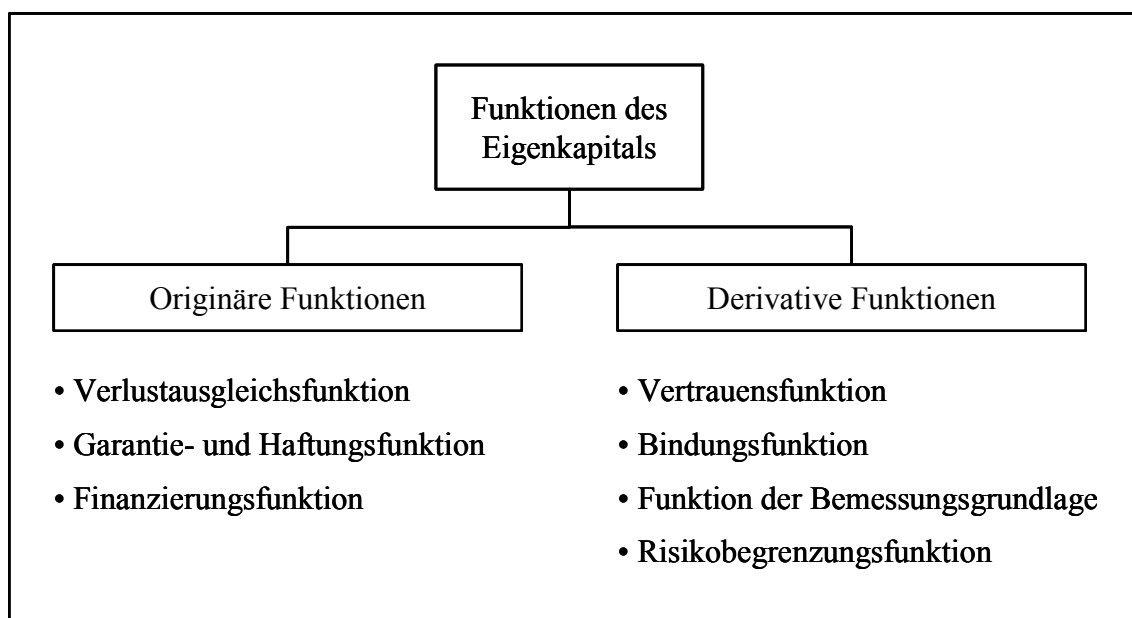 Funktionen des
Eigenkapitals
Originäre Funktionen
• Verlustausgleichsfunktion
• Garantie- und Haftungsfunktion
• Finanzierungsfunktion
Derivative Funktionen
• Vertrauensfunktion
• Bindungsfunktion
• Funktion der Bemessungsgrundlage
• Risikobegrenzungsfunktion